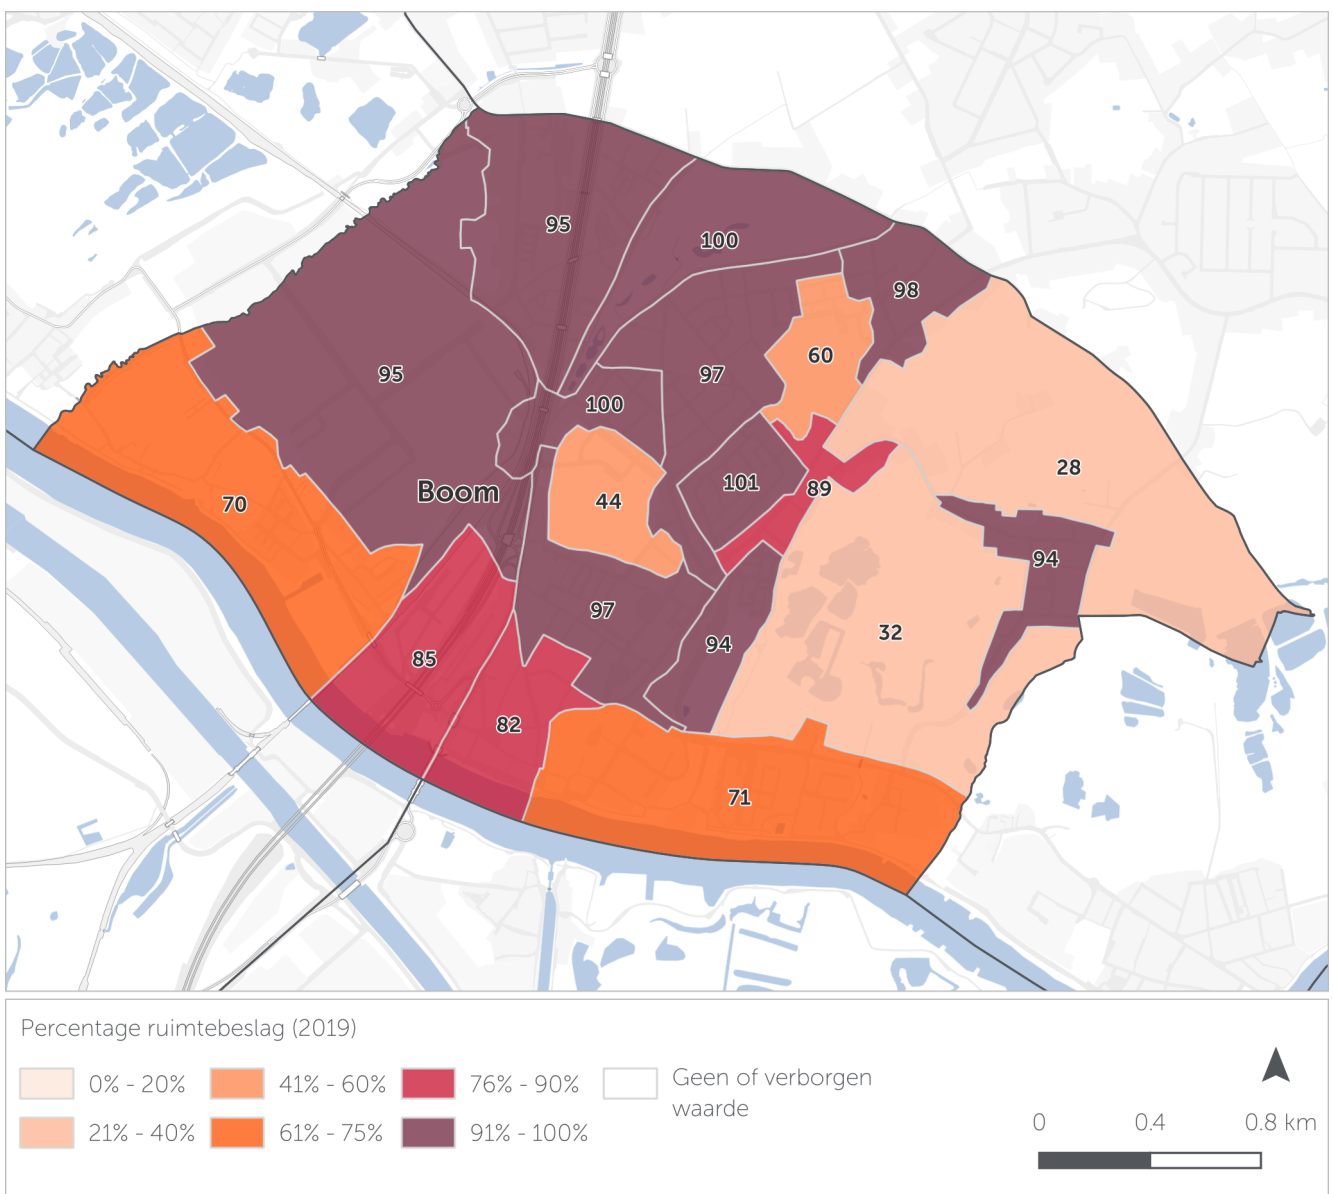 95
100
98
95
97
60
100
28
101
89
Boom
44
70
94
97
32
94
85
82
71
Percentage ruimtebeslag (2019)
0% - 20%
41% - 60%
76% - 90%
Geen of verborgen
waarde
21% - 40%
61% - 75%
91% - 100%
0 0.4 0.8 km